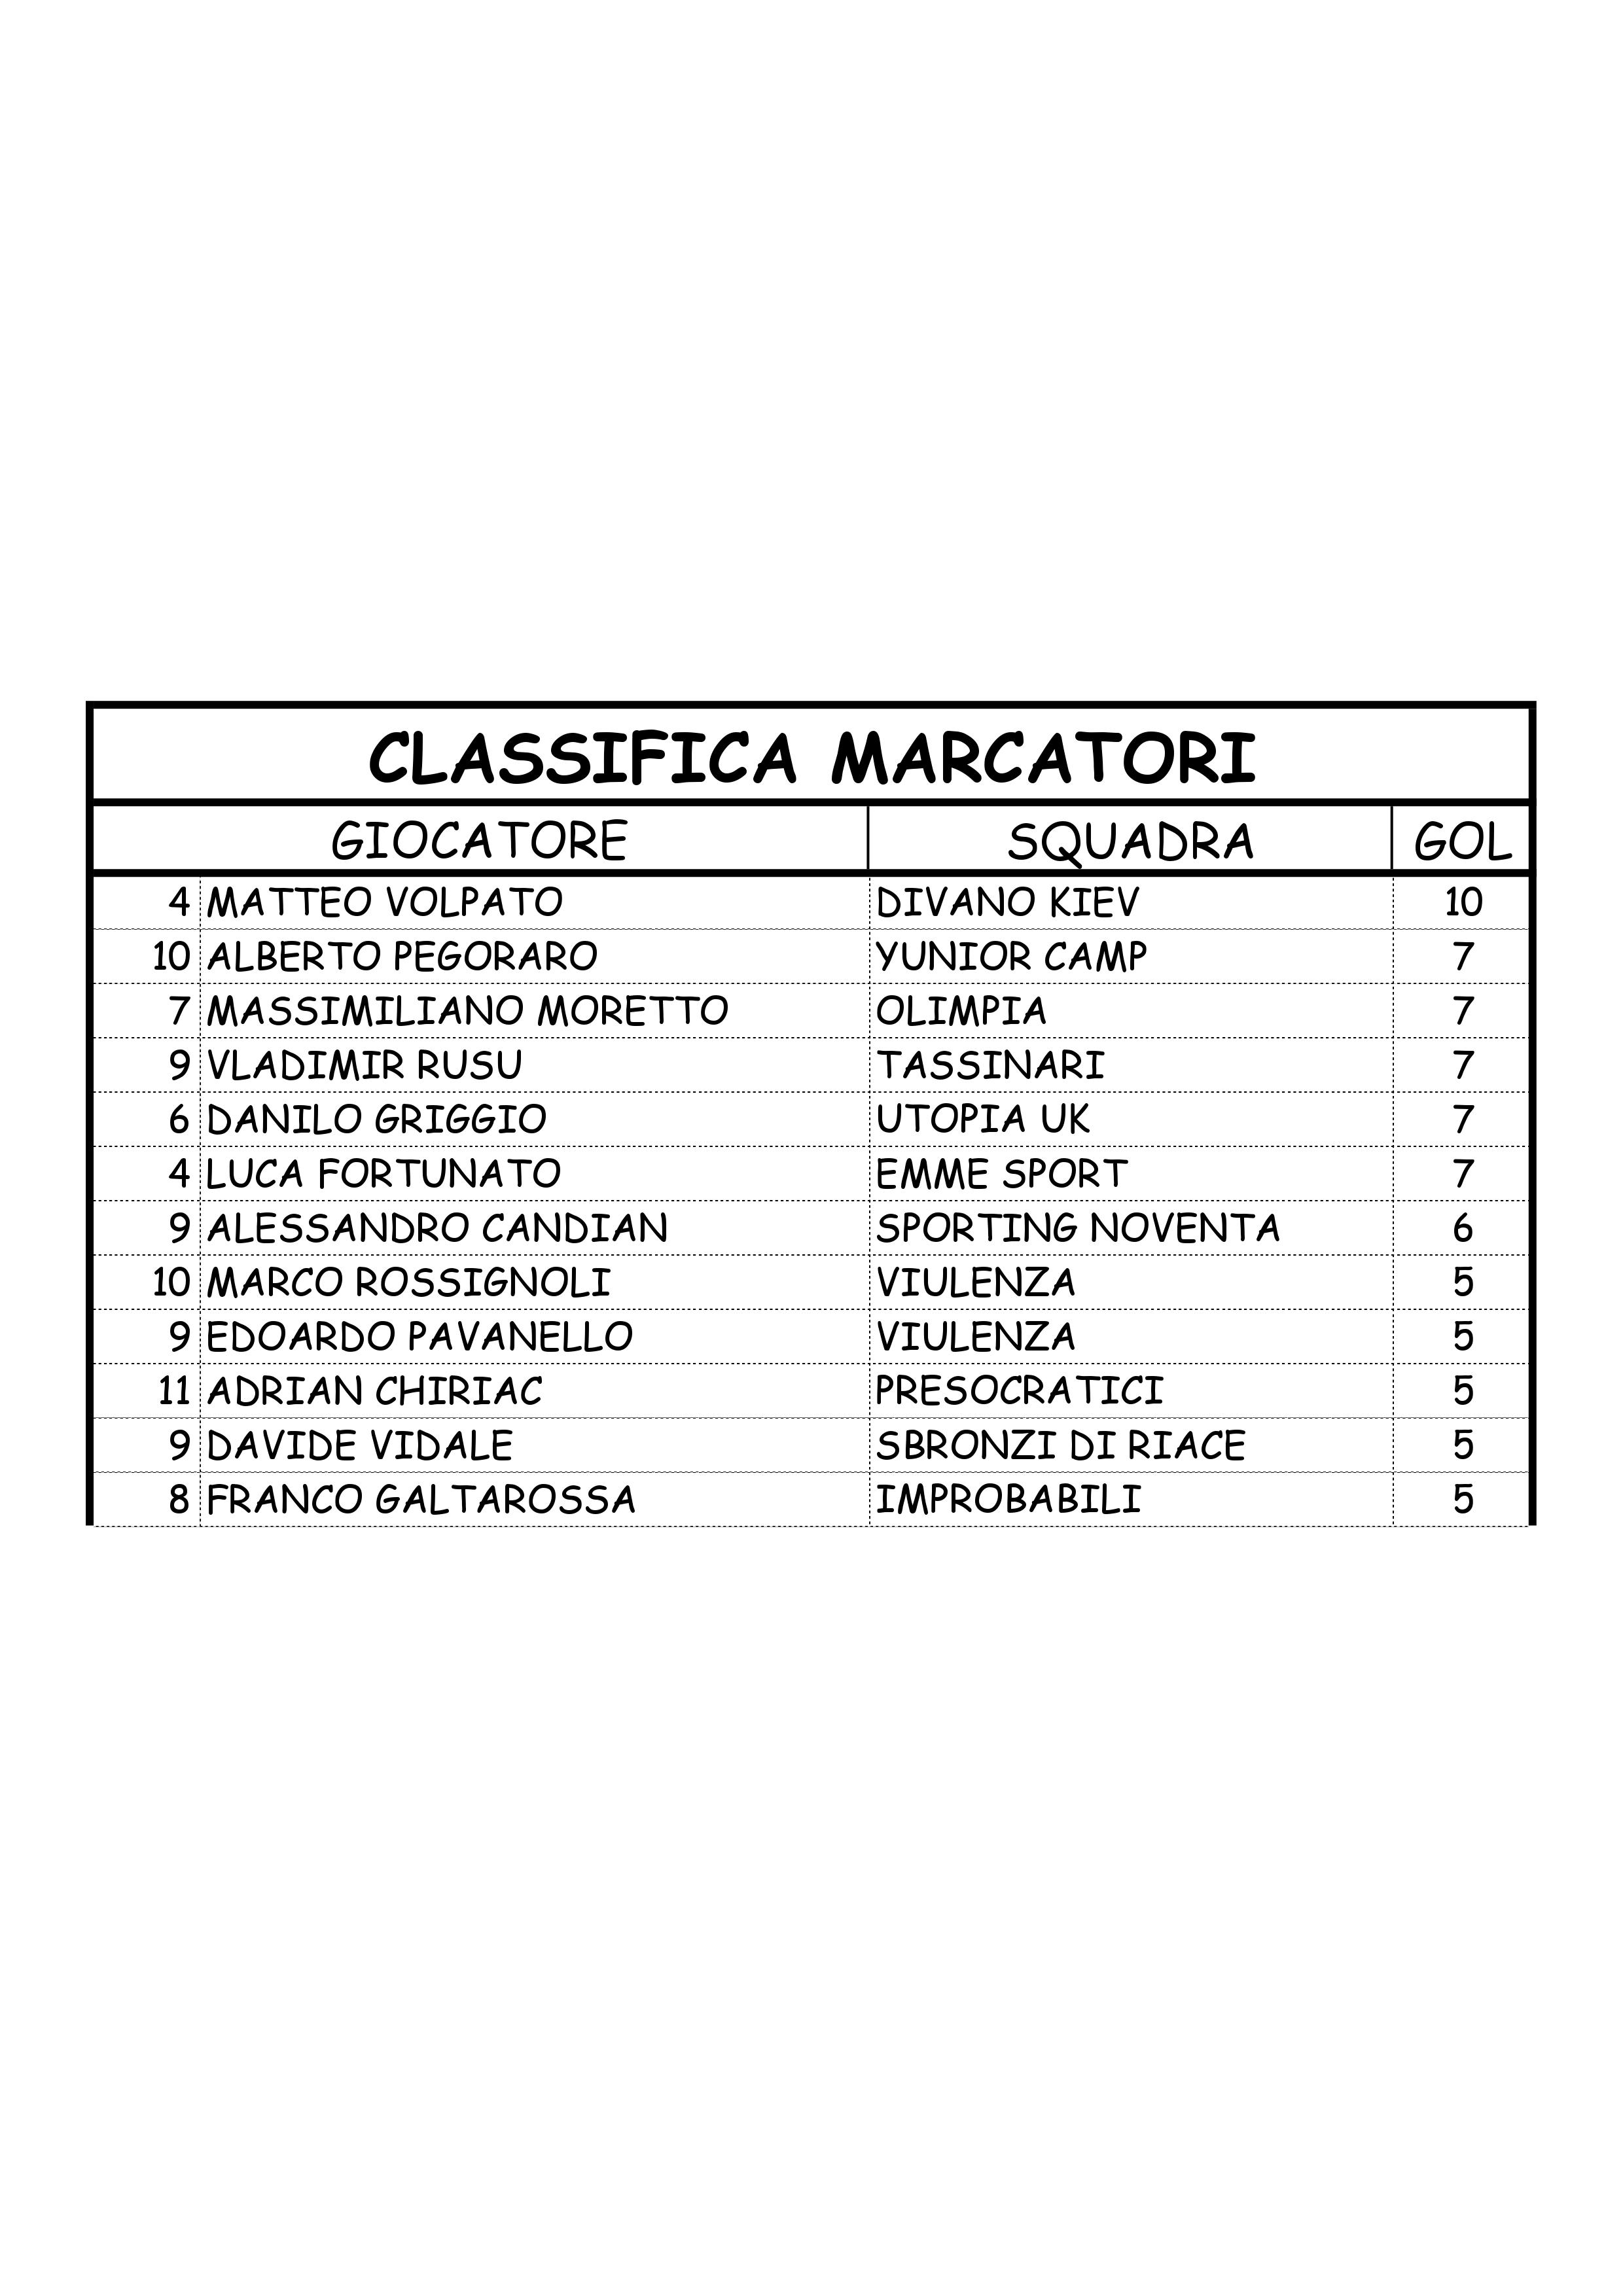 CLASSIFICA MARCATORI
GIOCATORE SQUADRA GOL
4 MATTEO VOLPATO DIVANO KIEV 10
10 ALBERTO PEGORARO YUNIOR CAMP 7
7 MASSIMILIANO MORETTO OLIMPIA 7
9 VLADIMIR RUSU TASSINARI 7
6 DANILO GRIGGIO UTOPIA UK 7
4 LUCA FORTUNATO EMME SPORT 7
9 ALESSANDRO CANDIAN SPORTING NOVENTA 6
10 MARCO ROSSIGNOLI VIULENZA 5
9 EDOARDO PAVANELLO VIULENZA 5
11 ADRIAN CHIRIAC PRESOCRATICI 5
9 DAVIDE VIDALE SBRONZI DI RIACE 5
8 FRANCO GALTAROSSA IMPROBABILI 5